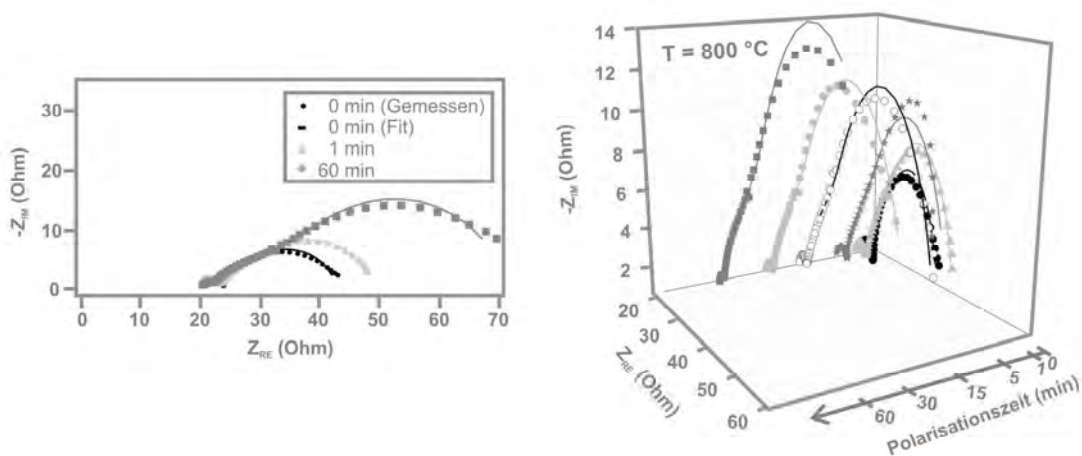 30
20
10
0
-Z_IM (Ohm)
0 min (Gemessen)
0 min (Fit)
1 min
60 min
0 10 20 30 40 50 60 70
Z_RE (Ohm)
T = 800 °C
14
12
10
8
6
4
2
-Z_IM (Ohm)
20
30
40
50
60
Z_RE (Ohm)
60 30 15 5 10
Polarisationszeit (min)